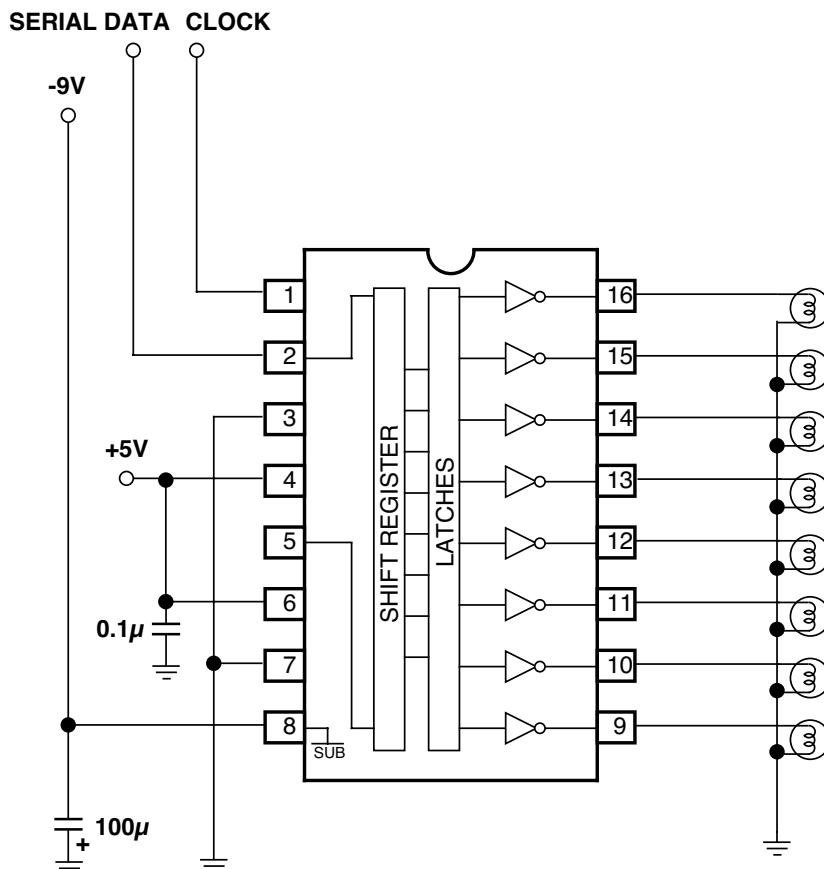 SERIAL DATA CLOCK
-9V
1 16
2 15
3 14
+5V
4 13
5 12
6 11
0.1µ
7 10
8 9
SUB
100µ
+
SHIFT REGISTER
LATCHES